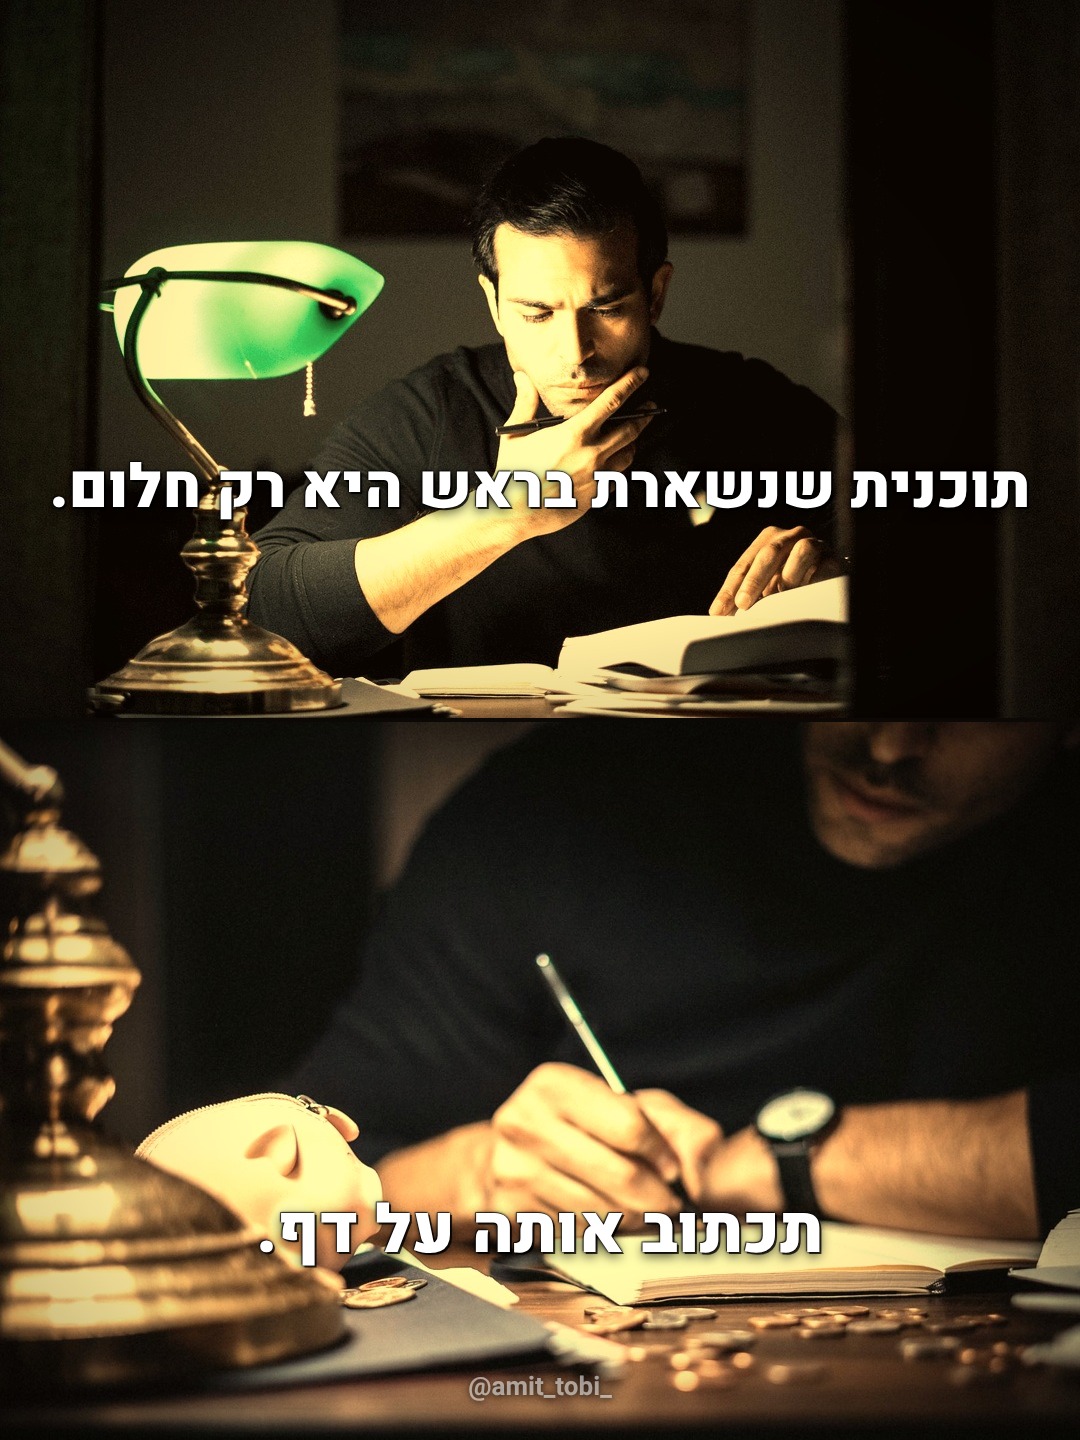 תוכנית שנשארת בראש היא רק חלום.
תכתוב אותה על דף.
@amit_tobi_